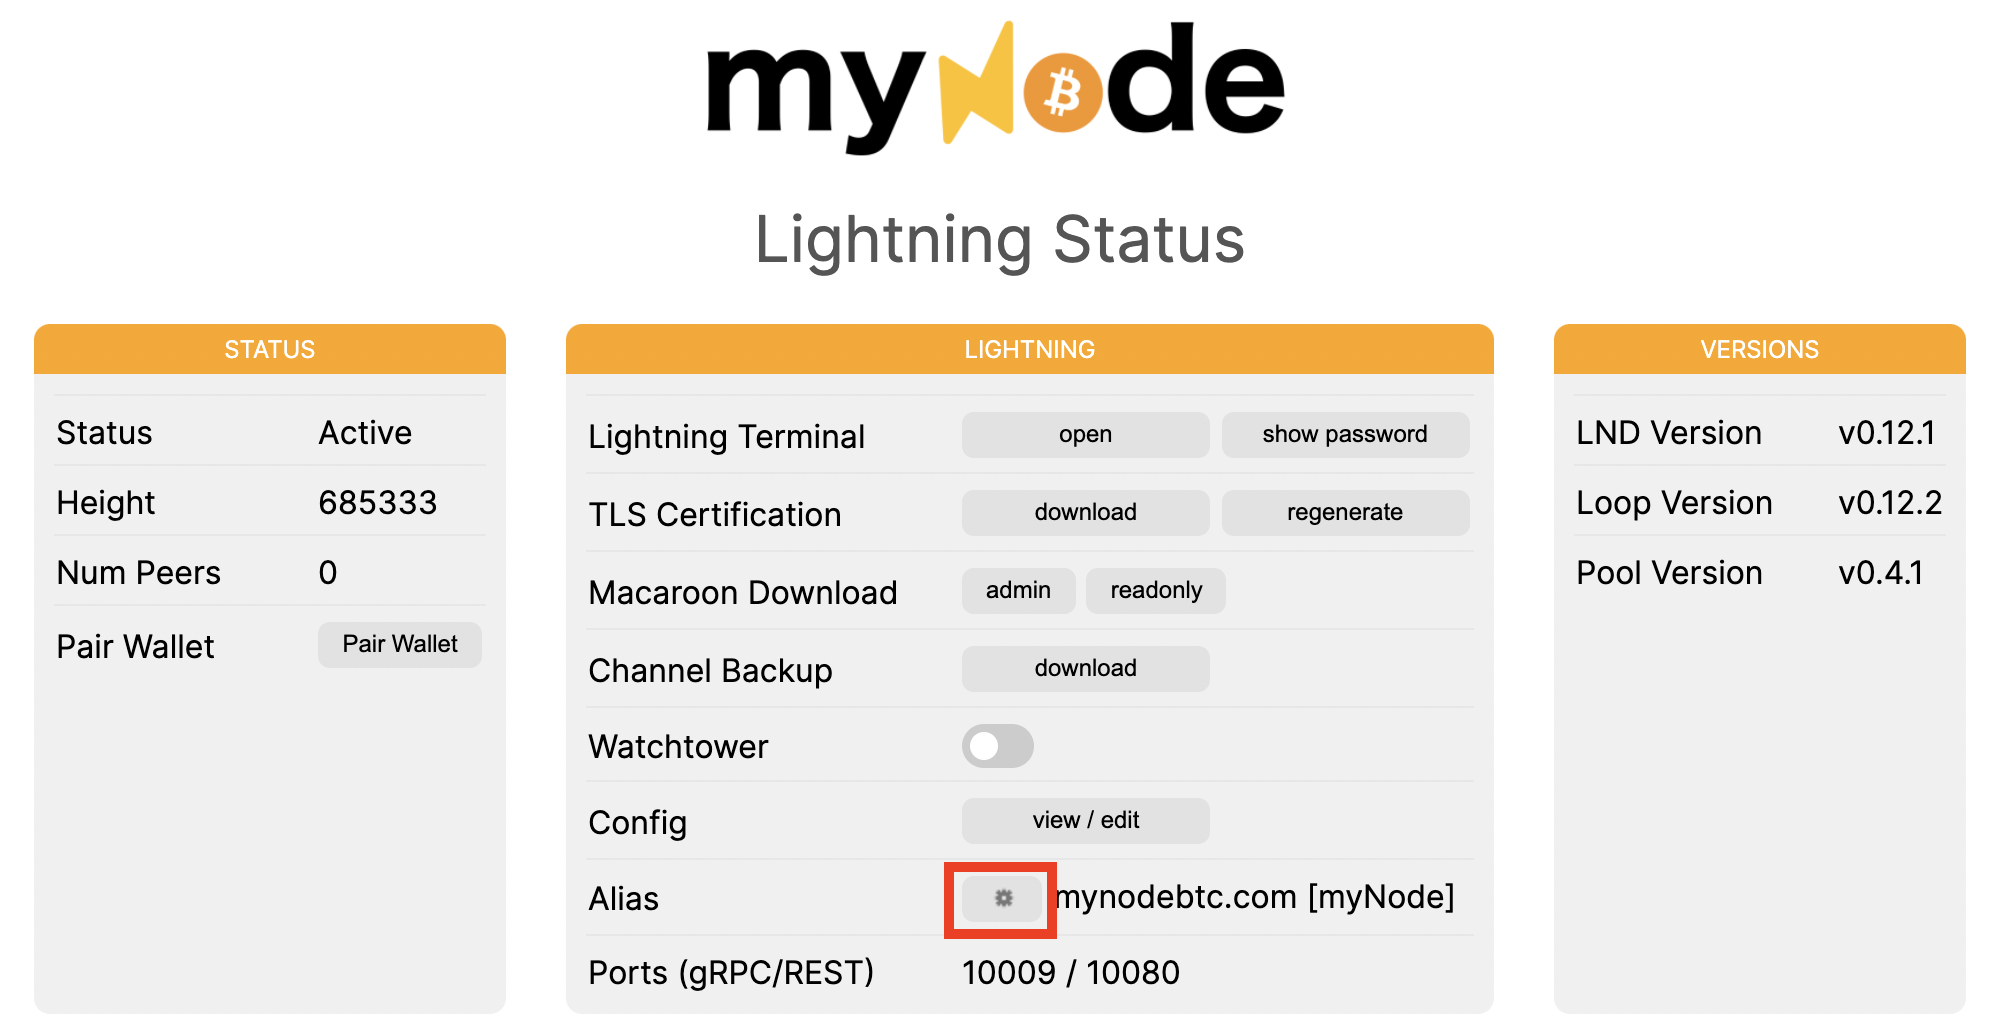 myNode
Lightning Status
STATUS
Status Active
Height 685333
Num Peers 0
Pair Wallet Pair Wallet
LIGHTNING
Lightning Terminal open show password
TLS Certification download regenerate
Macaroon Download admin readonly
Channel Backup download
Watchtower
Config view / edit
Alias mynodebtc.com [myNode]
Ports (gRPC/REST) 10009 / 10080
VERSIONS
LND Version v0.12.1
Loop Version v0.12.2
Pool Version v0.4.1